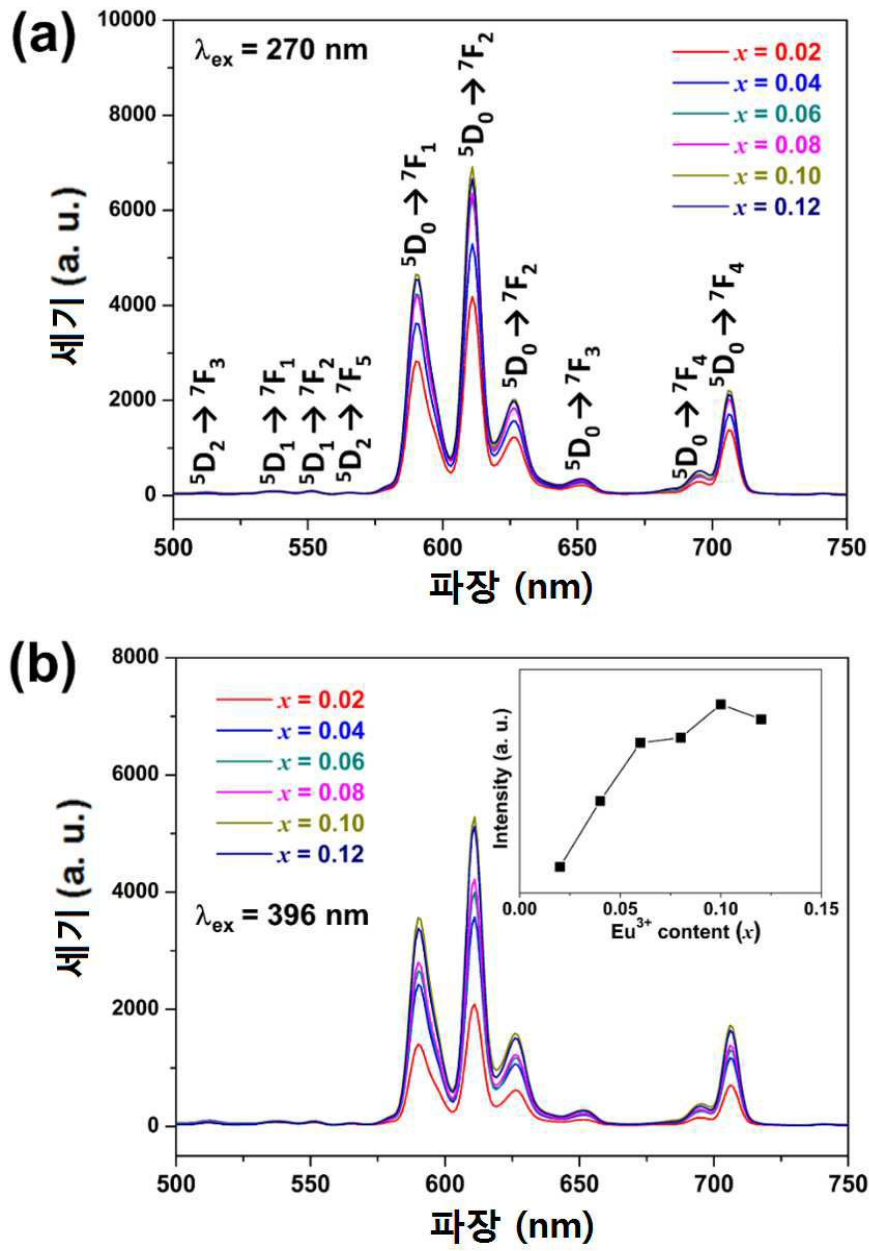 (a)
λex = 270 nm
x = 0.02
x = 0.04
x = 0.06
x = 0.08
x = 0.10
x = 0.12
⁵D₂ → ⁷F₃
⁵D₁ → ⁷F₁
⁵D₁ → ⁷F₂
⁵D₂ → ⁷F₅
⁵D₀ → ⁷F₁
⁵D₀ → ⁷F₂
⁵D₀ → ⁷F₂
⁵D₀ → ⁷F₃
⁵D₀ → ⁷F₄
⁵D₀ → ⁷F₄
세기 (a. u.)
10000
8000
6000
4000
2000
0
500 550 600 650 700 750
파장 (nm)
(b)
x = 0.02
x = 0.04
x = 0.06
x = 0.08
x = 0.10
x = 0.12
λex = 396 nm
세기 (a. u.)
8000
6000
4000
2000
0
500 550 600 650 700 750
파장 (nm)
Intensity (a. u.)
0.00 0.05 0.10 0.15
Eu³⁺ content (x)